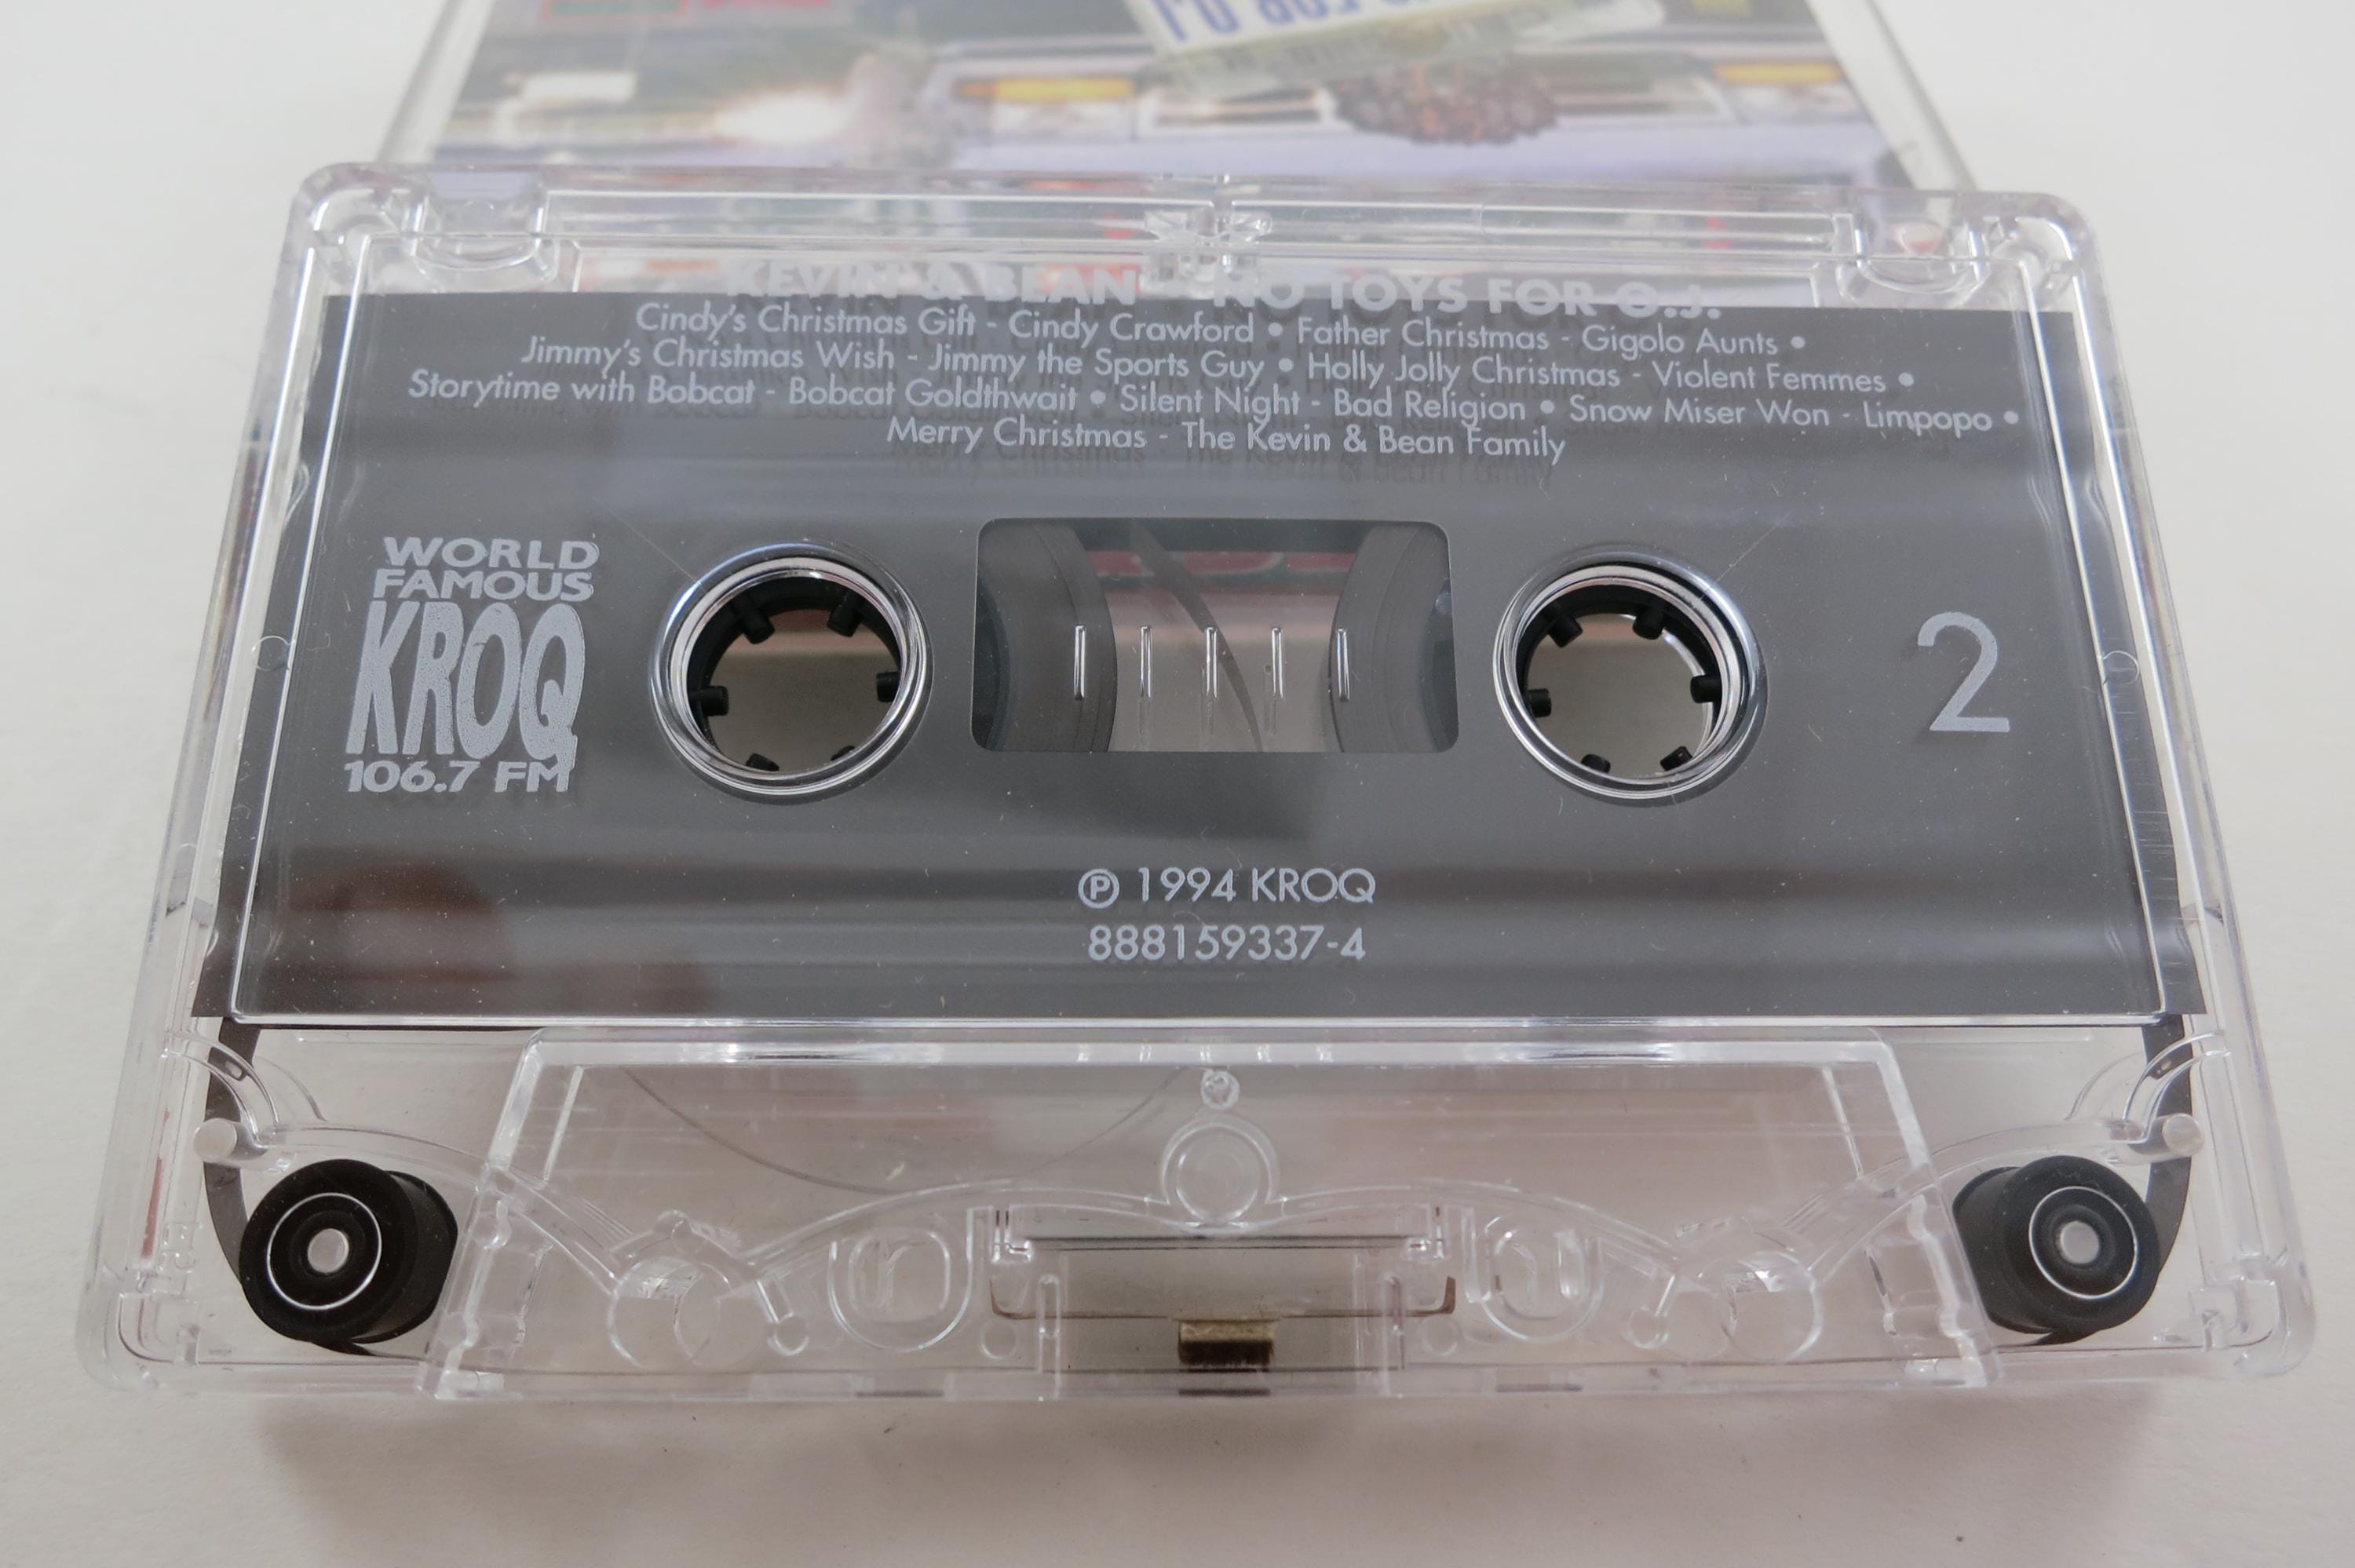 KEVIN & BEAN - NO TOYS FOR O.J.
Cindy's Christmas Gift - Cindy Crawford • Father Christmas - Gigolo Aunts •
Jimmy's Christmas Wish - Jimmy the Sports Guy • Holly Jolly Christmas - Violent Femmes •
Storytime with Bobcat - Bobcat Goldthwait • Silent Night - Bad Religion • Snow Miser Won - Limpopo •
Merry Christmas - The Kevin & Bean Family
WORLD
FAMOUS
KROQ
106.7 FM
2
℗ 1994 KROQ
888159337-4